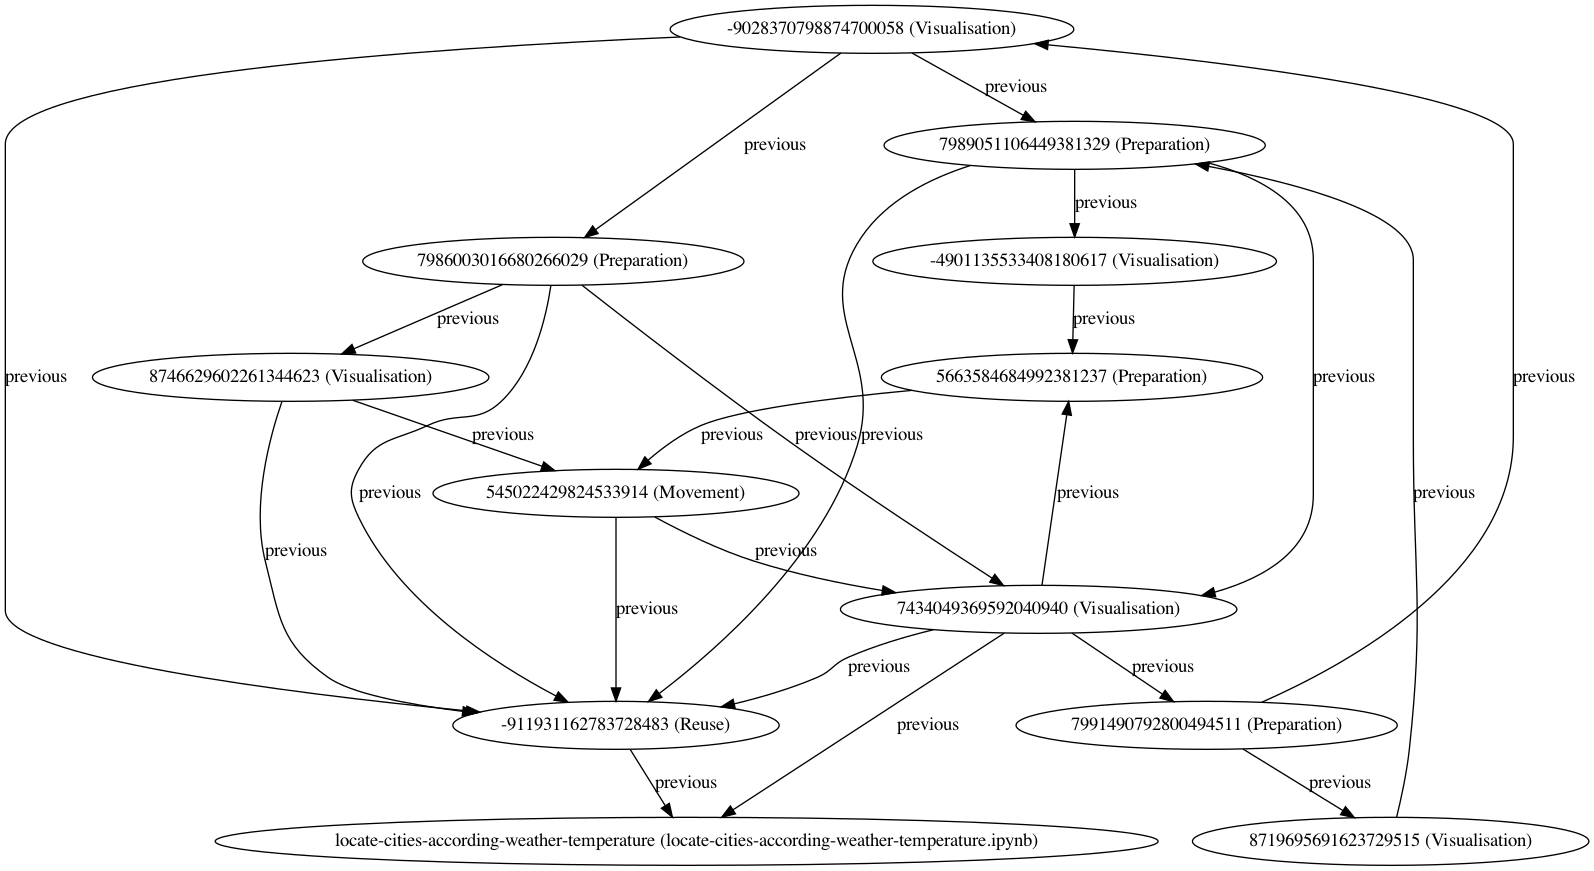 -9028370798874700058 (Visualisation)
previous
previous
7989051106449381329 (Preparation)
previous
7986003016680266029 (Preparation)
-4901135533408180617 (Visualisation)
previous
previous
previous
8746629602261344623 (Visualisation)
5663584684992381237 (Preparation)
previous
previous
previous
previous
previous
previous
previous
545022429824533914 (Movement)
previous
previous
previous
previous
previous
previous
7434049369592040940 (Visualisation)
previous
previous
previous
-911931162783728483 (Reuse)
previous
7991490792800494511 (Preparation)
previous
previous
locate-cities-according-weather-temperature (locate-cities-according-weather-temperature.ipynb)
8719695691623729515 (Visualisation)